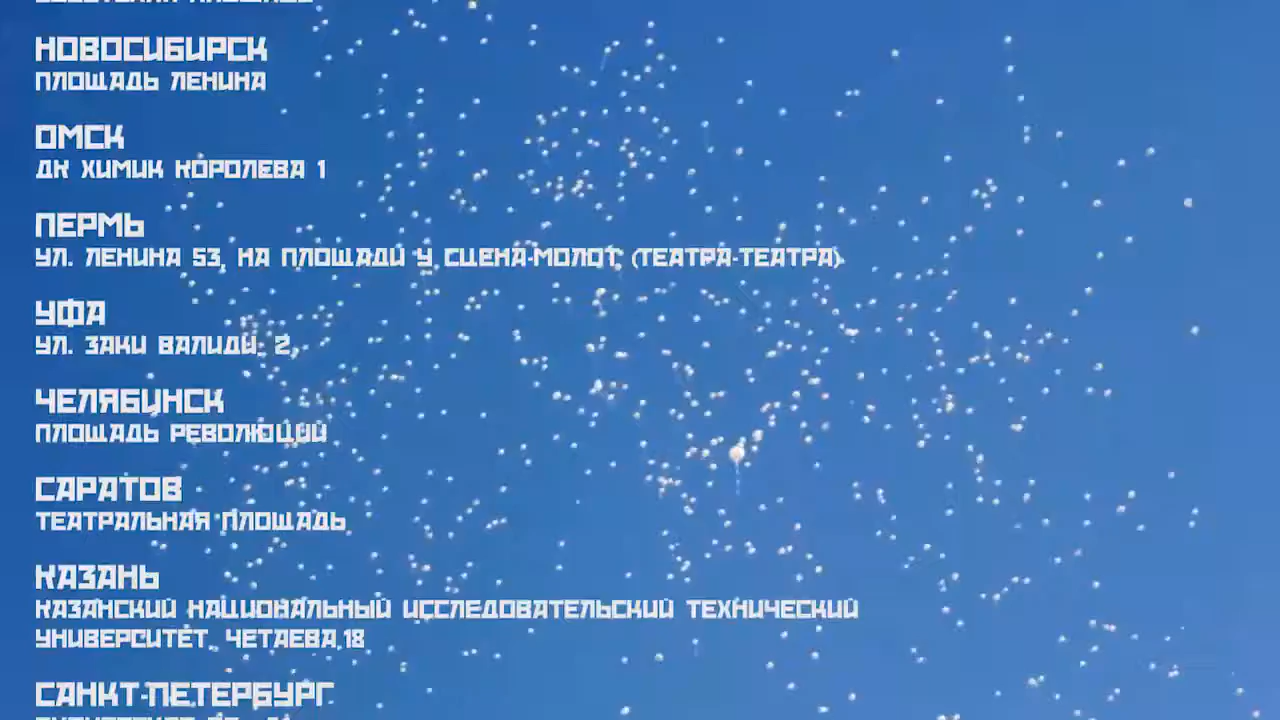 НОВОСИБИРСК
ПЛОЩАДЬ ЛЕНИНА
ОМСК
ДК ХИМИК КОРОЛЕВА 1
ПЕРМЬ
УЛ. ЛЕНИНА 53, НА ПЛОЩАДИ У СЦЕНА-МОЛОТ (ТЕАТРА-ТЕАТРА)
УФА
УЛ. ЗАКИ ВАЛИДИ 2
ЧЕЛЯБИНСК
ПЛОЩАДЬ РЕВОЛЮЦИИ
САРАТОВ
ТЕАТРАЛЬНАЯ ПЛОЩАДЬ
КАЗАНЬ
КАЗАНСКИЙ НАЦИОНАЛЬНЫЙ ИССЛЕДОВАТЕЛЬСКИЙ ТЕХНИЧЕСКИЙ
УНИВЕРСИТЕТ, ЧЕТАЕВА,18
САНКТ-ПЕТЕРБУРГ